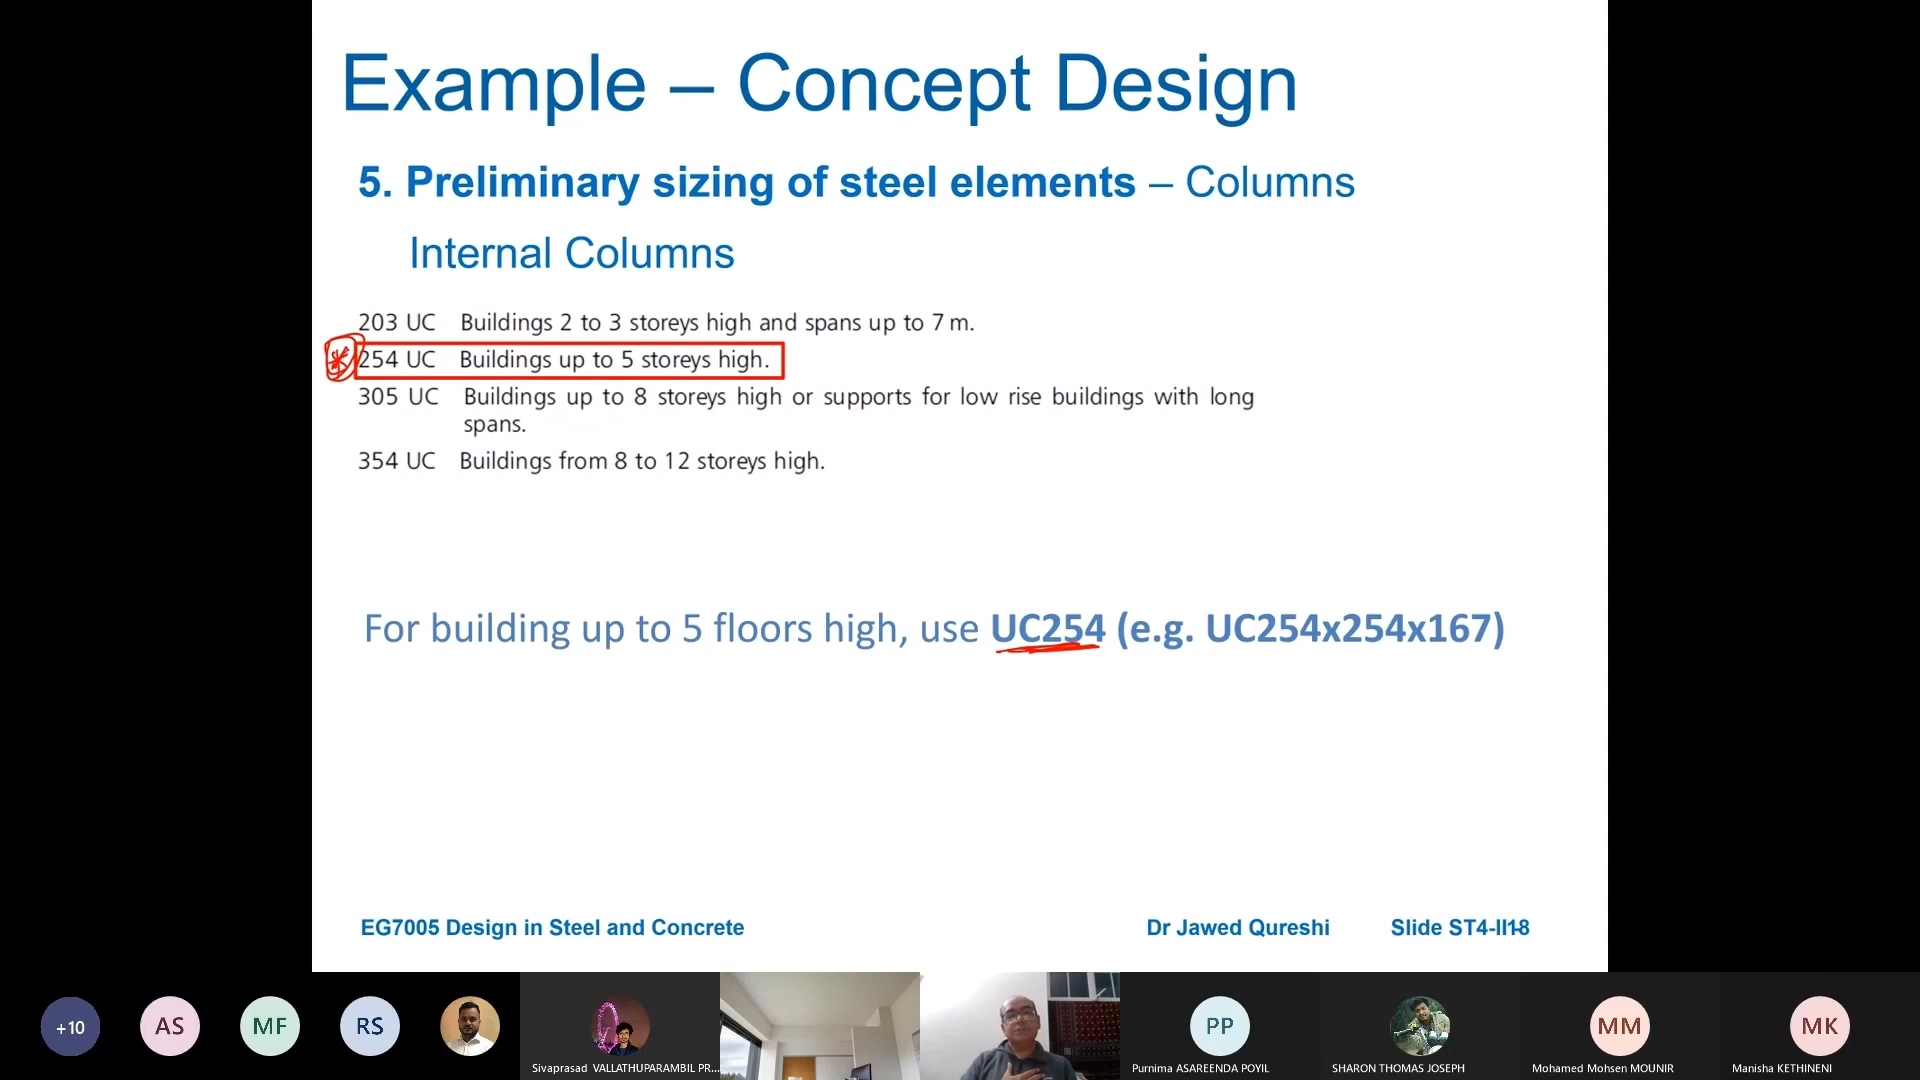 Example – Concept Design
5. Preliminary sizing of steel elements – Columns
Internal Columns
203 UC Buildings 2 to 3 storeys high and spans up to 7 m.
254 UC Buildings up to 5 storeys high.
305 UC Buildings up to 8 storeys high or supports for low rise buildings with long
spans.
354 UC Buildings from 8 to 12 storeys high.
For building up to 5 floors high, use UC254 (e.g. UC254x254x167)
EG7005 Design in Steel and Concrete Dr Jawed Qureshi Slide ST4-II-18
+10 AS MF RS PP MM MK
Sivaprasad VALLATHUPARAMBIL PR... Purnima ASAREENDA POYIL SHARON THOMAS JOSEPH Mohamed Mohsen MOUNIR Manisha KETHINENI